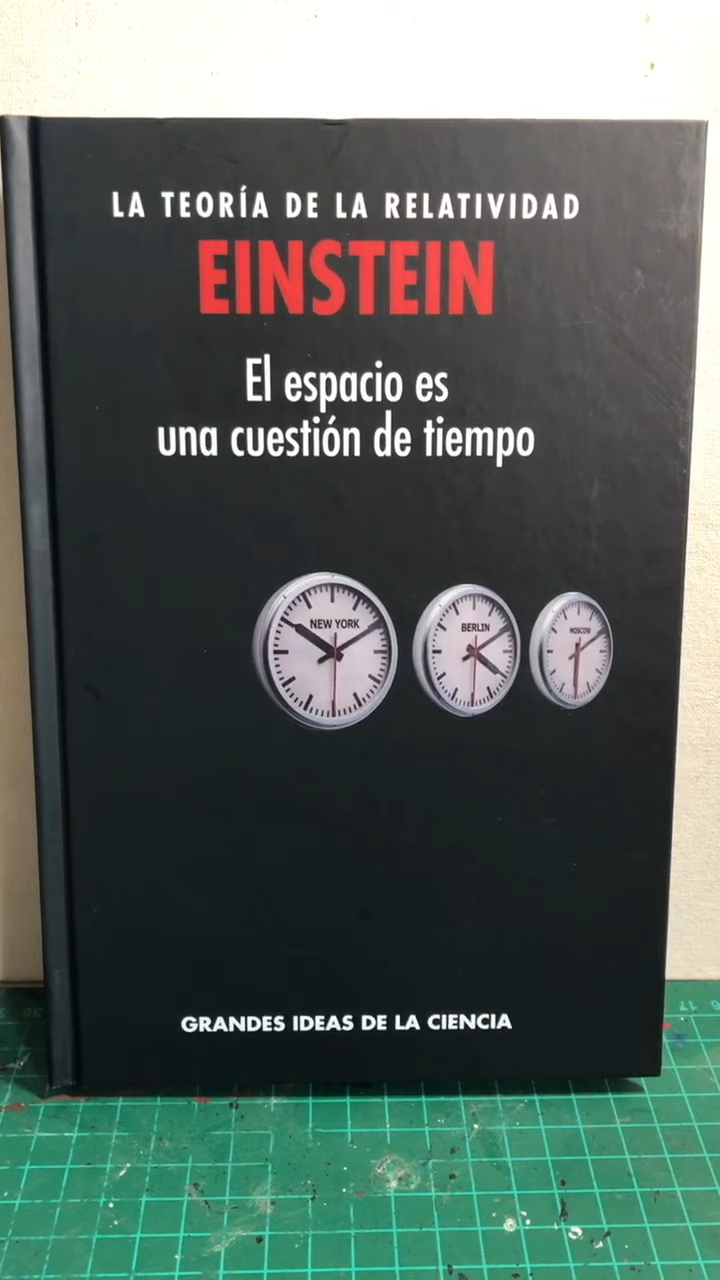 LA TEORÍA DE LA RELATIVIDAD
EINSTEIN
El espacio es
una cuestión de tiempo
NEW YORK
BERLIN
MOSCOW
GRANDES IDEAS DE LA CIENCIA